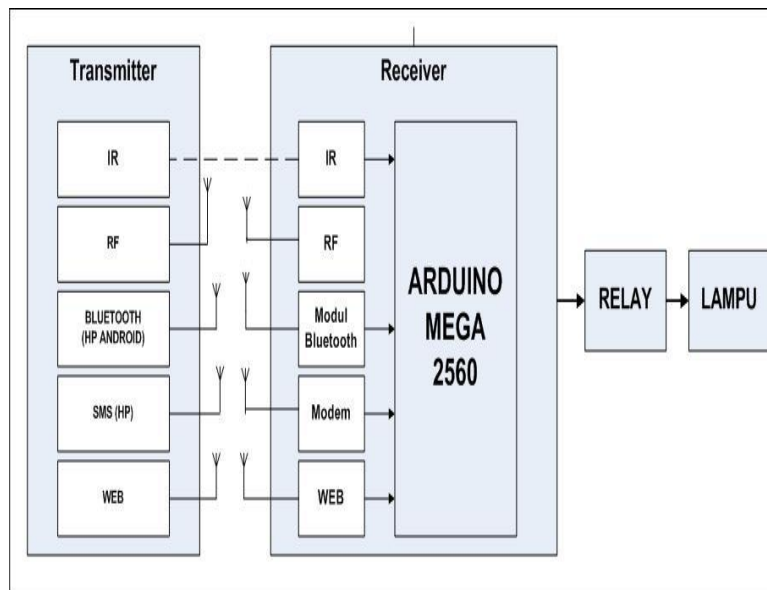 Transmitter
IR
RF
BLUETOOTH
(HP ANDROID)
SMS (HP)
WEB
Receiver
IR
RF
Modul
Bluetooth
Modem
WEB
ARDUINO
MEGA
2560
RELAY
LAMPU